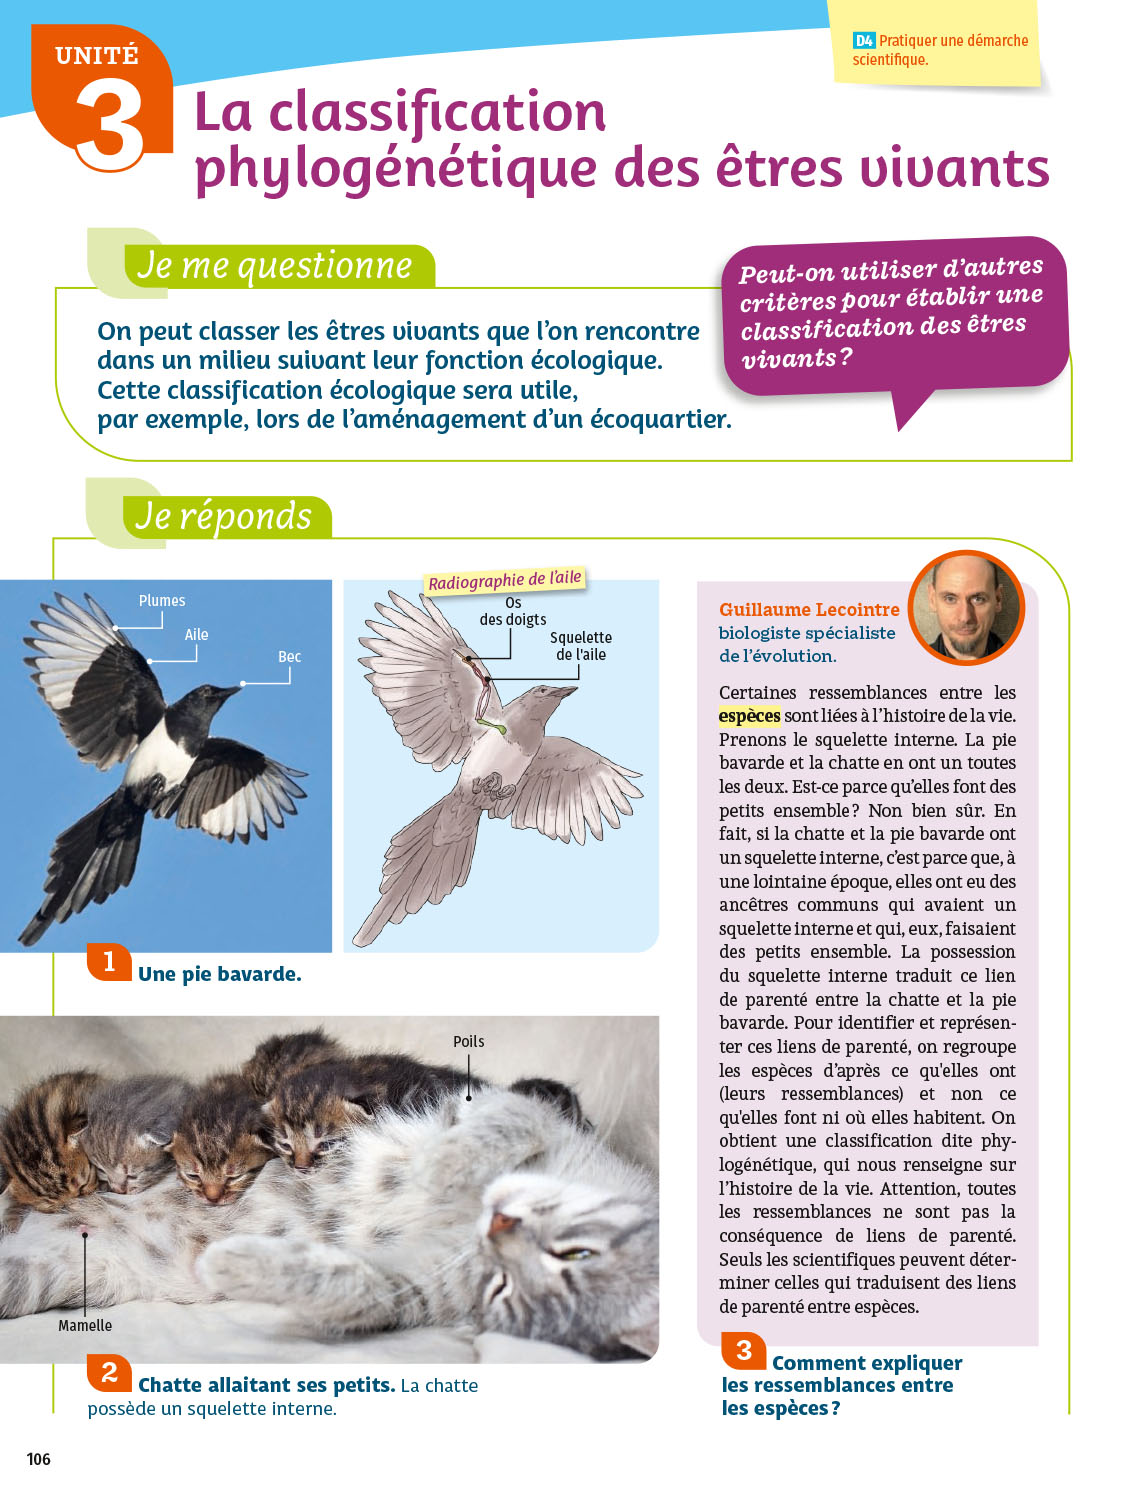 UNITÉ
3
D4 Pratiquer une démarche
scientifique.
La classification
phylogénétique des êtres vivants
Je me questionne
On peut classer les êtres vivants que l'on rencontre
dans un milieu suivant leur fonction écologique.
Cette classification écologique sera utile,
par exemple, lors de l'aménagement d'un écoquartier.
Peut-on utiliser d'autres
critères pour établir une
classification des êtres
vivants ?
Je réponds
Plumes
Aile
Bec
Radiographie de l'aile
Os
des doigts
Squelette
de l'aile
1 Une pie bavarde.
Poils
Mamelle
2 Chatte allaitant ses petits. La chatte
possède un squelette interne.
Guillaume Lecointre
biologiste spécialiste
de l'évolution.
Certaines ressemblances entre les
espèces sont liées à l'histoire de la vie.
Prenons le squelette interne. La pie
bavarde et la chatte en ont un toutes
les deux. Est-ce parce qu'elles font des
petits ensemble ? Non bien sûr. En
fait, si la chatte et la pie bavarde ont
un squelette interne, c'est parce que, à
une lointaine époque, elles ont eu des
ancêtres communs qui avaient un
squelette interne et qui, eux, faisaient
des petits ensemble. La possession
du squelette interne traduit ce lien
de parenté entre la chatte et la pie
bavarde. Pour identifier et représen-
ter ces liens de parenté, on regroupe
les espèces d'après ce qu'elles ont
(leurs ressemblances) et non ce
qu'elles font ni où elles habitent. On
obtient une classification dite phy-
logénétique, qui nous renseigne sur
l'histoire de la vie. Attention, toutes
les ressemblances ne sont pas la
conséquence de liens de parenté.
Seuls les scientifiques peuvent déter-
miner celles qui traduisent des liens
de parenté entre espèces.
3 Comment expliquer
les ressemblances entre
les espèces ?
106